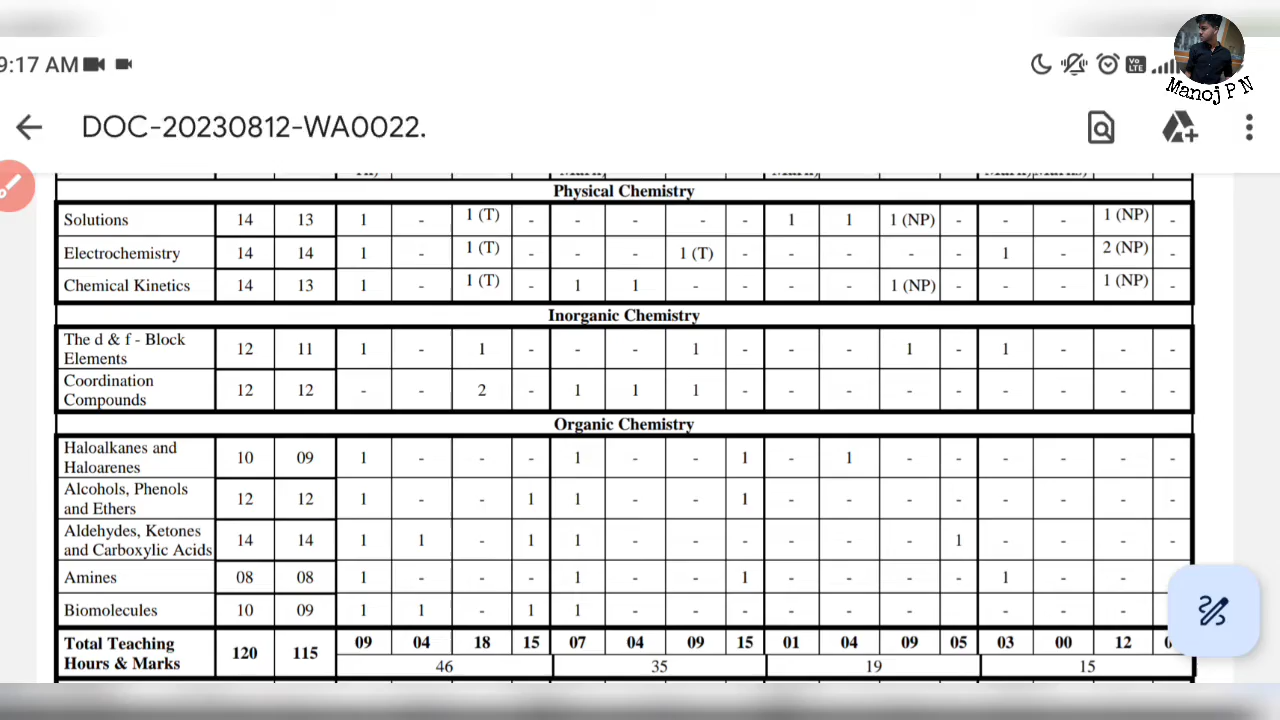 9:17 AM
Vo LTE
Manoj P N
DOC-20230812-WA0022.
Physical Chemistry
Solutions 14 13 1 - 1 (T) - - - - - 1 1 1 (NP) - - - 1 (NP) -
Electrochemistry 14 14 1 - 1 (T) - - - 1 (T) - - - - - 1 - 2 (NP) -
Chemical Kinetics 14 13 1 - 1 (T) - 1 1 - - - - 1 (NP) - - - 1 (NP) -
Inorganic Chemistry
The d & f - Block
Elements 12 11 1 - 1 - - - 1 - - - 1 - 1 - - -
Coordination
Compounds 12 12 - - 2 - 1 1 1 - - - - - - - - -
Organic Chemistry
Haloalkanes and
Haloarenes 10 09 1 - - - 1 - - 1 - 1 - - - - - -
Alcohols, Phenols
and Ethers 12 12 1 - - 1 1 - - 1 - - - - - - - -
Aldehydes, Ketones
and Carboxylic Acids 14 14 1 1 - 1 1 - - - - - - 1 - - - -
Amines 08 08 1 - - - 1 - - 1 - - - - 1 - -
Biomolecules 10 09 1 1 - 1 1 - - - - - - - - - -
Total Teaching
Hours & Marks 120 115 09 04 18 15 07 04 09 15 01 04 09 05 03 00 12
46 35 19 15